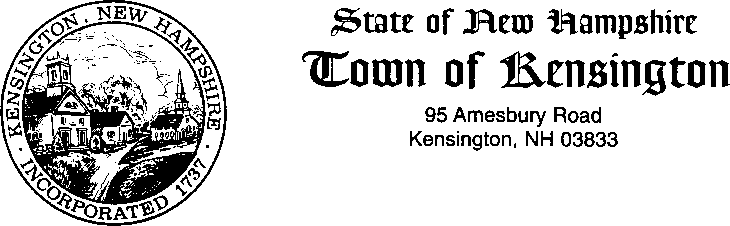 KENSINGTON, NEW HAMPSHIRE
· INCORPORATED 1737 ·
State of New Hampshire
Town of Kensington
95 Amesbury Road
Kensington, NH 03833